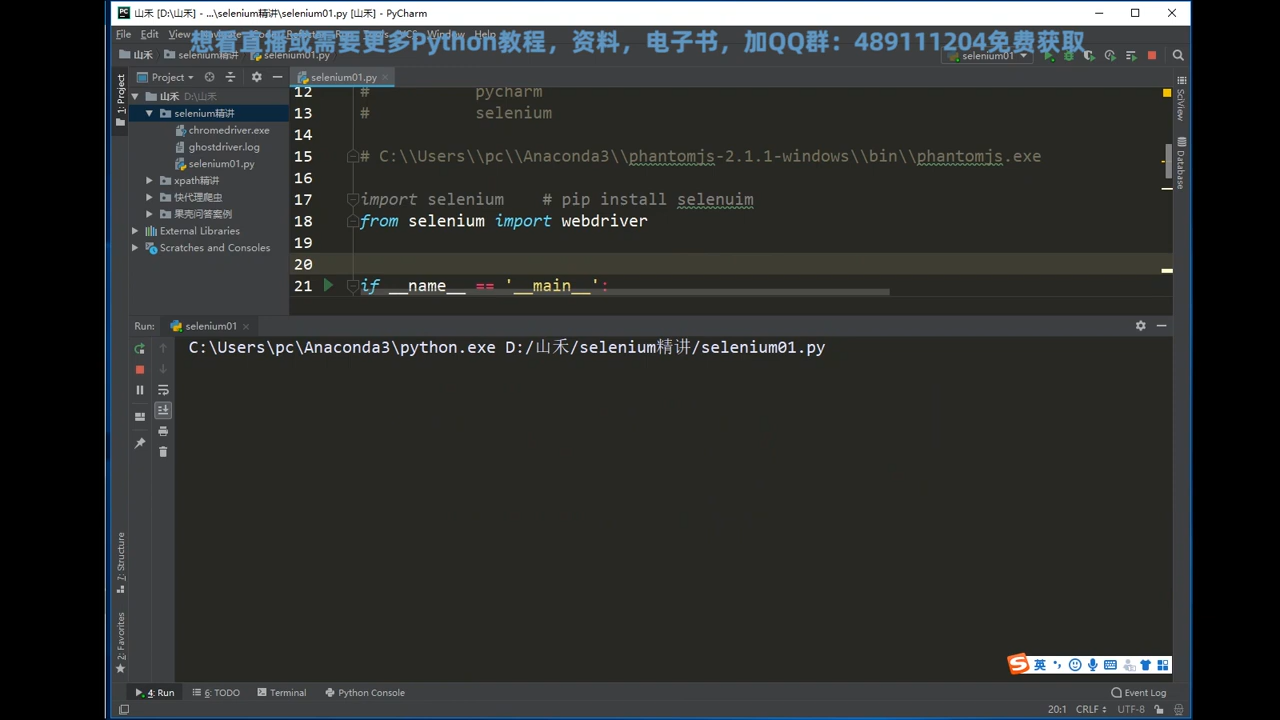 山禾 [D:\山禾] - ...\selenium精讲\selenium01.py [山禾] - PyCharm
File Edit View
Window Help
想看直播或需要更多Python教程，资料，电子书，加QQ群：489111204免费获取
山禾 selenium精讲 selenium01.py
selenium01
1: Project
Project
selenium01.py
山禾 D:\山禾
selenium精讲
chromedriver.exe
ghostdriver.log
selenium01.py
xpath精讲
快代理爬虫
果壳问答案例
External Libraries
Scratches and Consoles
12 # pycharm
13 # selenium
14
15 # C:\\Users\\pc\\Anaconda3\\phantomjs-2.1.1-windows\\bin\\phantomjs.exe
16
17 import selenium # pip install selenuim
18 from selenium import webdriver
19
20
21 if __name__ == '__main__':
SciView
Database
Run: selenium01
C:\Users\pc\Anaconda3\python.exe D:/山禾/selenium精讲/selenium01.py
7: Structure
2: Favorites
英
4: Run 6: TODO Terminal Python Console Event Log
20:1 CRLF UTF-8